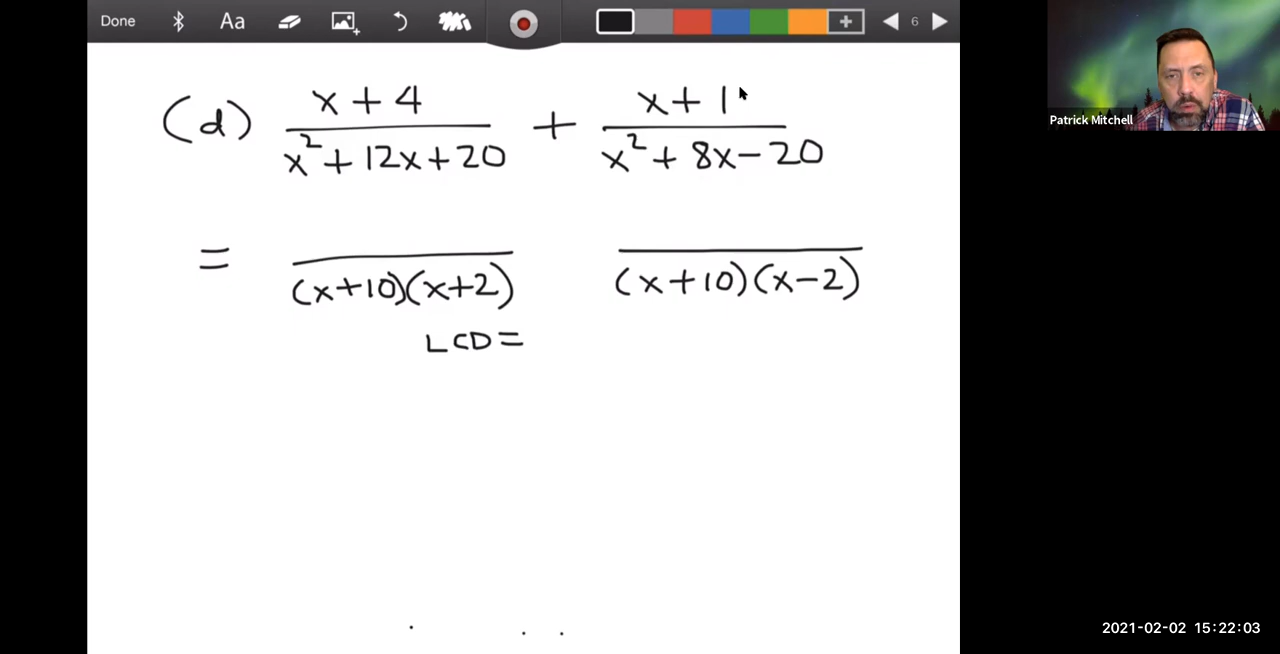 Done Aa 6
Patrick Mitchell
(d) x + 4 / x² + 12x + 20 + x + 1 / x² + 8x - 20
= / (x+10)(x+2) / (x+10)(x-2)
LCD =
2021-02-02 15:22:03